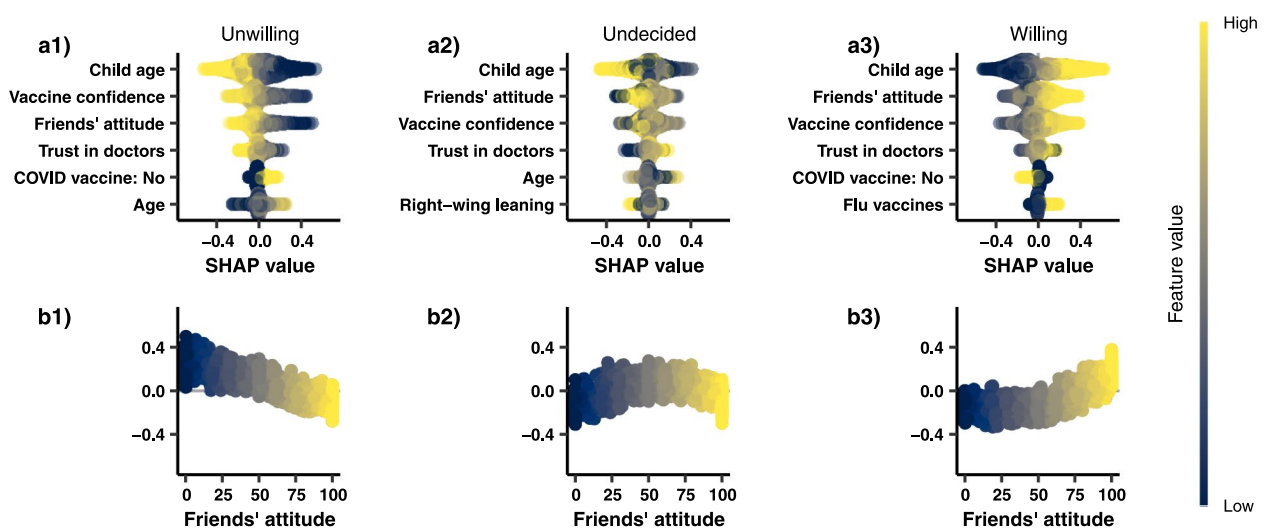 a1)
Unwilling
Child age
Vaccine confidence
Friends' attitude
Trust in doctors
COVID vaccine: No
Age
−0.4 0.0 0.4
SHAP value
a2)
Undecided
Child age
Friends' attitude
Vaccine confidence
Trust in doctors
Age
Right−wing leaning
−0.4 0.0 0.4
SHAP value
a3)
Willing
Child age
Friends' attitude
Vaccine confidence
Trust in doctors
COVID vaccine: No
Flu vaccines
−0.4 0.0 0.4
SHAP value
b1)
0.4
0.0
−0.4
0 25 50 75 100
Friends' attitude
b2)
0.4
0.0
−0.4
0 25 50 75 100
Friends' attitude
b3)
0.4
0.0
−0.4
0 25 50 75 100
Friends' attitude
High
Feature value
Low